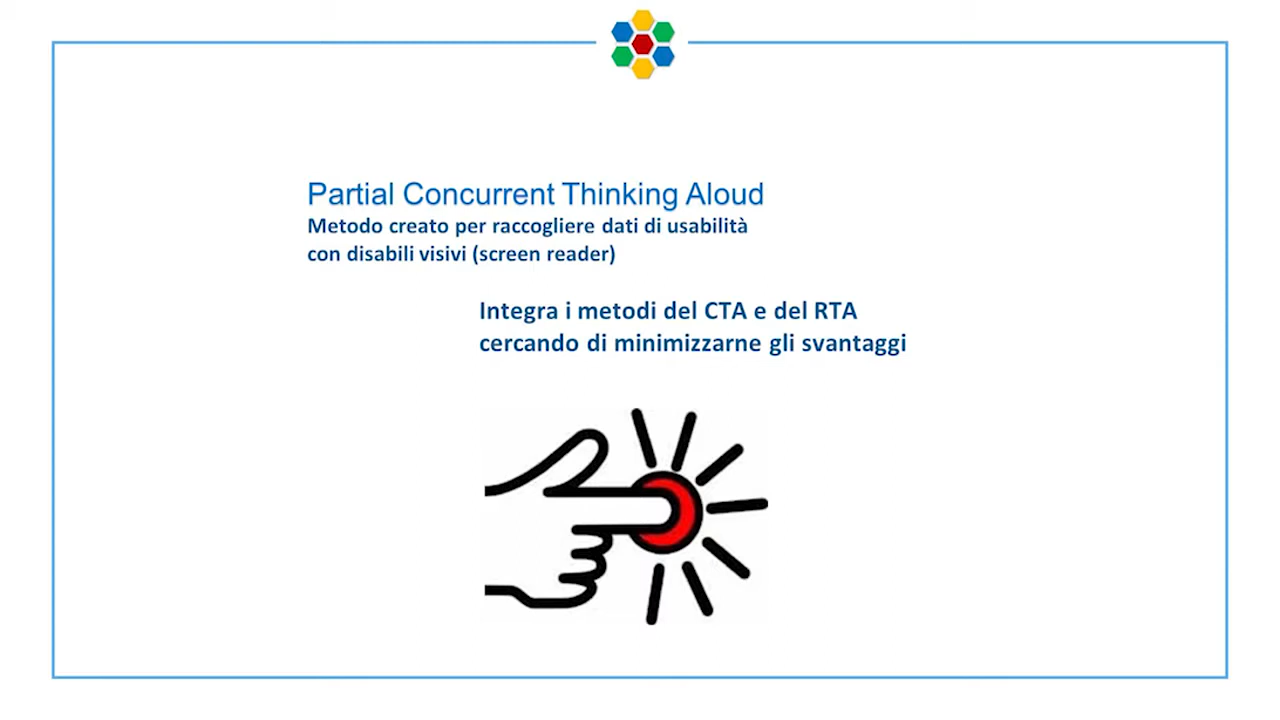 Partial Concurrent Thinking Aloud
Metodo creato per raccogliere dati di usabilità
con disabili visivi (screen reader)
Integra i metodi del CTA e del RTA
cercando di minimizzarne gli svantaggi